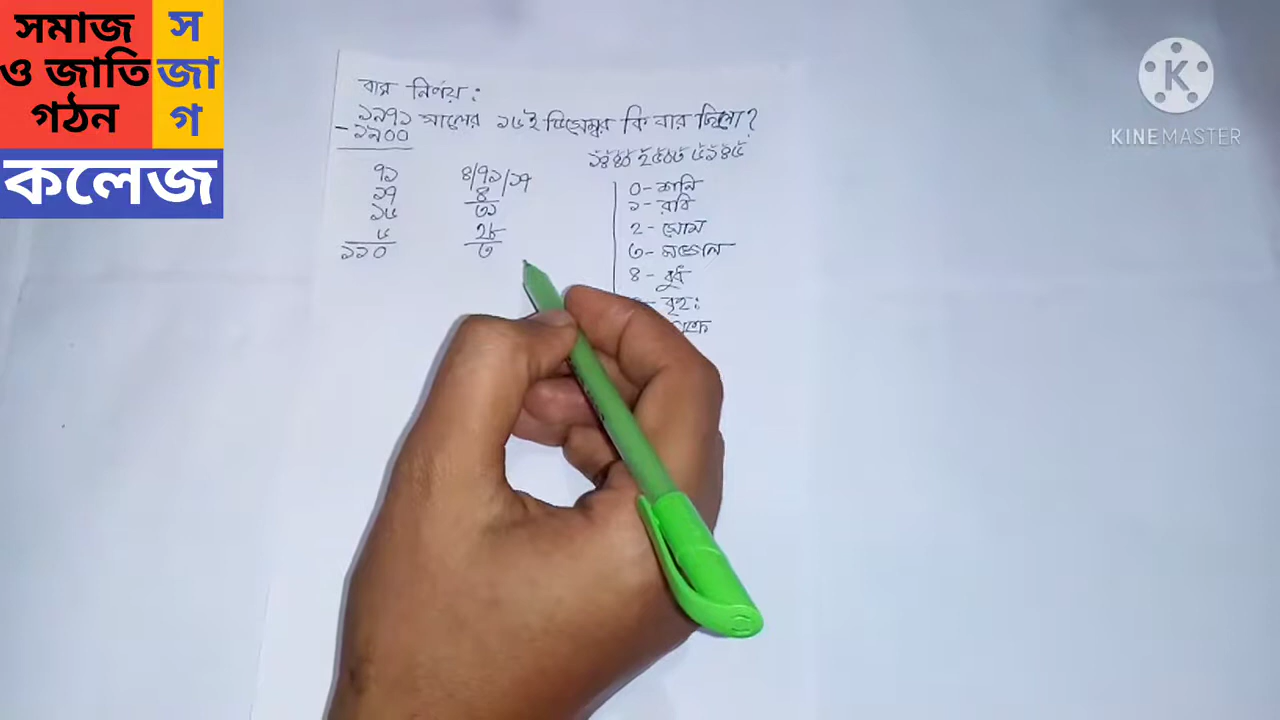 সমাজ
ও জাতি
গঠন
স
জা
গ
কলেজ
KINEMASTER
বার নির্ণয়:
১৯৭১ সালের ১৬ই ডিসেম্বর কি বার ছিলো?
- ১৯০০
৭১
১৭
১৬
৬
১১০
৪/৭১/১৭
৪
৩১
২৮
৩
০- শনি
১- রবি
২- সোম
৩- মঙ্গল
৪- বুধ
বৃহ: